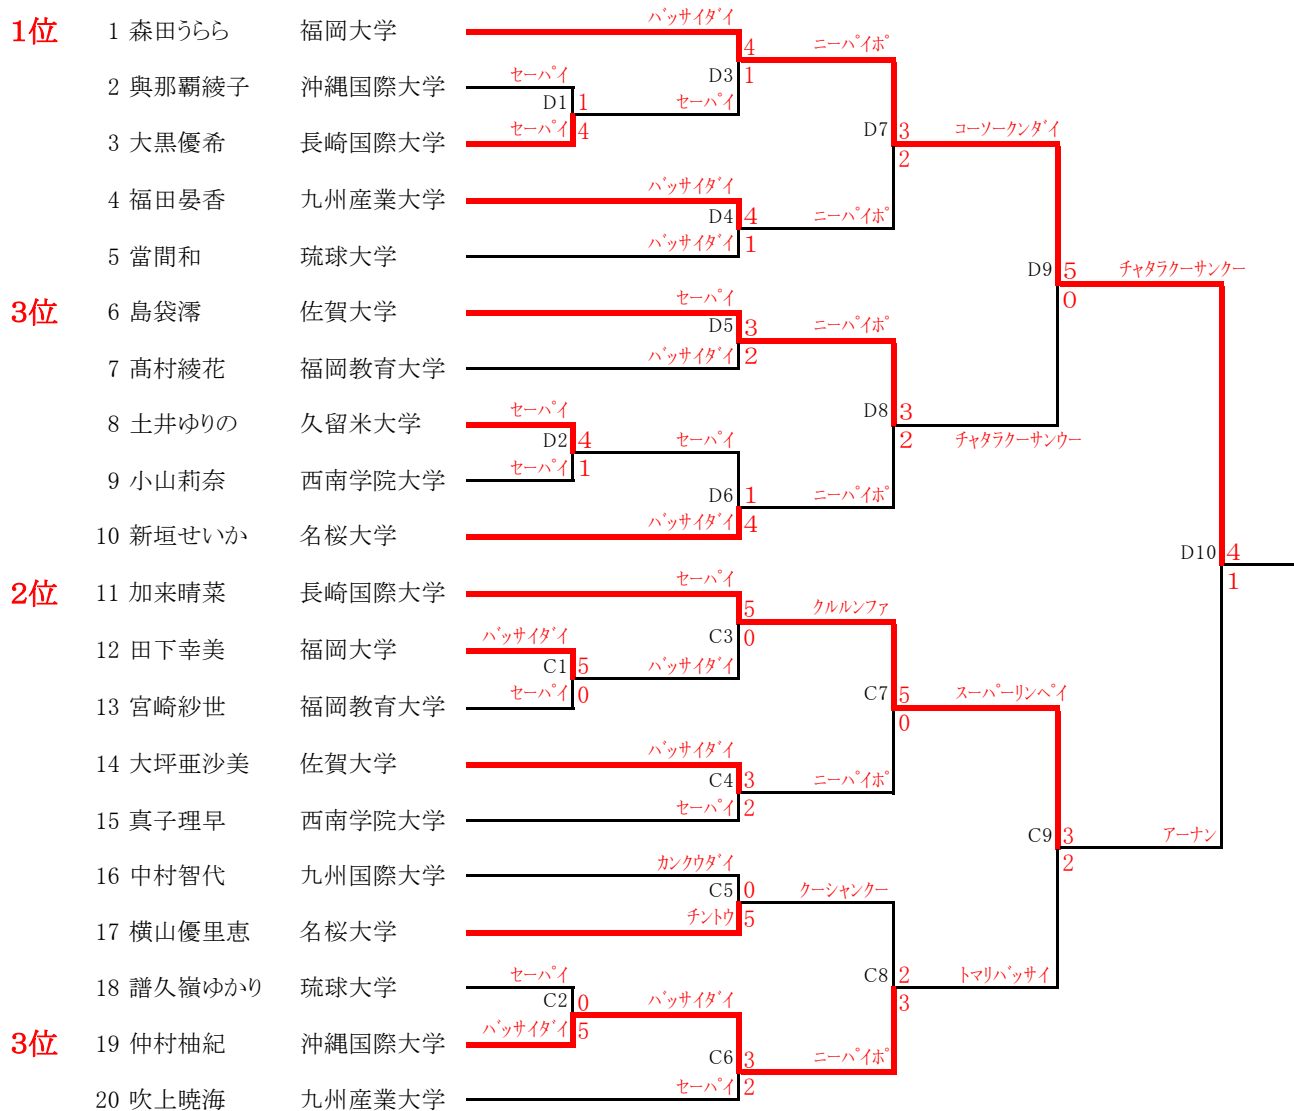 バッサイダイ
1位 1 森田うらら 福岡大学
4 ニーパイポ
セーパイ D3 1
2 與那覇綾子 沖縄国際大学
D1 1 セーパイ
セーパイ 4 D7 3 コーソークンダイ
3 大黒優希 長崎国際大学
2
バッサイダイ
4 福田晏香 九州産業大学
D4 4 ニーパイポ
バッサイダイ 1
5 當間和 琉球大学
D9 5 チャタラクーサンクー
セーパイ 0
3位 6 島袋澪 佐賀大学
D5 3 ニーパイポ
バッサイダイ 2
7 髙村綾花 福岡教育大学
セーパイ D8 3
8 土井ゆりの 久留米大学
D2 4 セーパイ 2 チャタラクーサンウー
セーパイ 1
9 小山莉奈 西南学院大学
D6 1 ニーパイポ
バッサイダイ 4
10 新垣せいか 名桜大学
D10 4
セーパイ 1
2位 11 加来晴菜 長崎国際大学
5 クルルンファ
バッサイダイ C3 0
12 田下幸美 福岡大学
C1 5 バッサイダイ
セーパイ 0 C7 5 スーパーリンペイ
13 宮崎紗世 福岡教育大学
0
バッサイダイ
14 大坪亜沙美 佐賀大学
C4 3 ニーパイポ
セーパイ 2
15 真子理早 西南学院大学
C9 3 アーナン
カンクウダイ 2
16 中村智代 九州国際大学
C5 0 クーシャンクー
チントウ 5
17 横山優里恵 名桜大学
セーパイ C8 2 トマリバッサイ
18 譜久嶺ゆかり 琉球大学
C2 0 バッサイダイ 3
バッサイダイ 5
3位 19 仲村柚紀 沖縄国際大学
C6 3 ニーパイポ
セーパイ 2
20 吹上暁海 九州産業大学